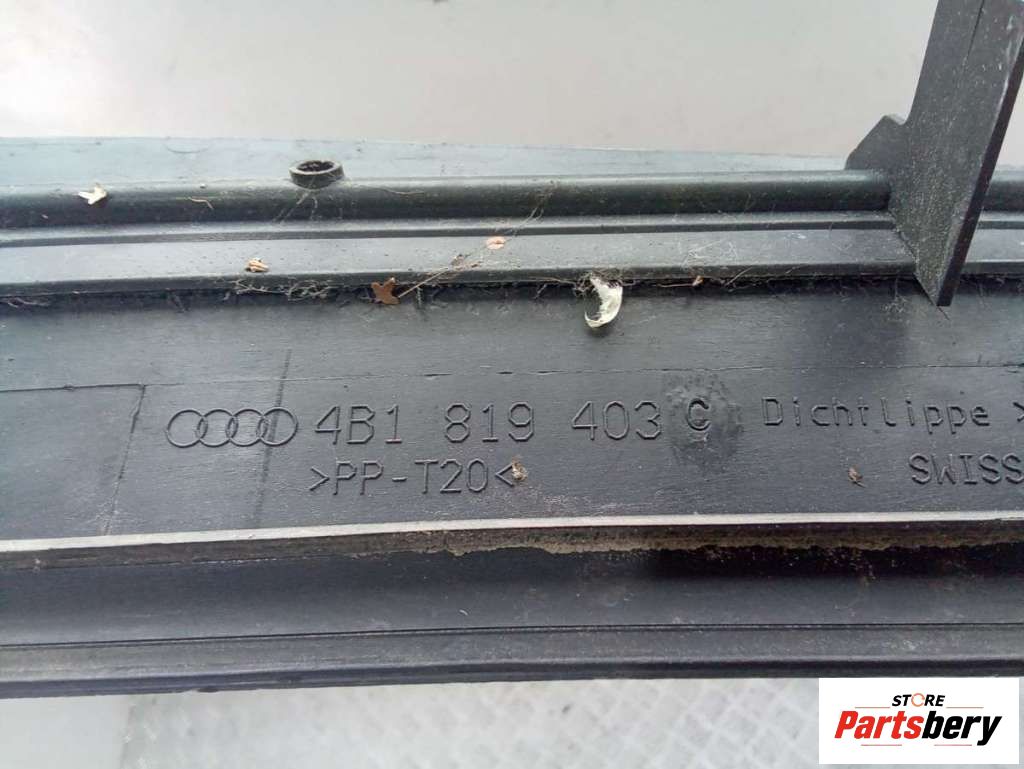 4B1 819 403 C Dichtlippe >
>PP-T20< SWISS
STORE
Partsbery